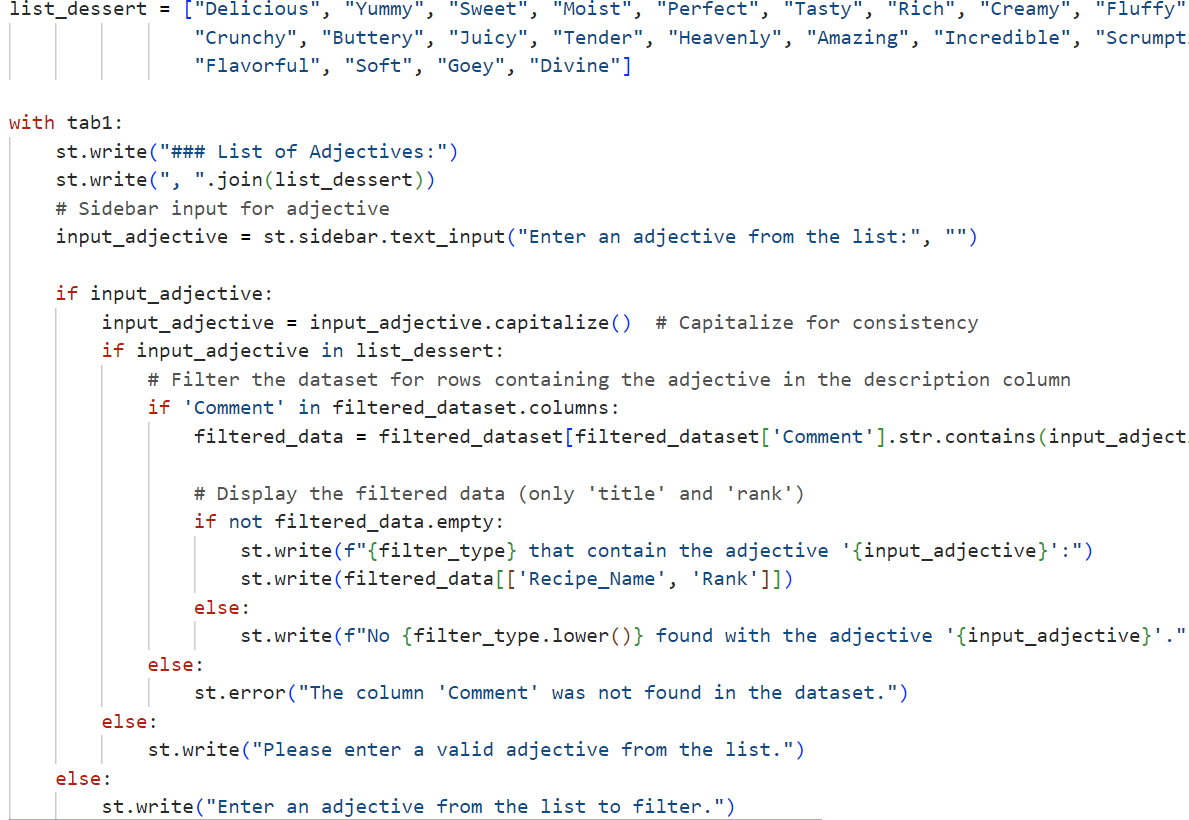 list_dessert = ["Delicious", "Yummy", "Sweet", "Moist", "Perfect", "Tasty", "Rich", "Creamy", "Fluffy"
"Crunchy", "Buttery", "Juicy", "Tender", "Heavenly", "Amazing", "Incredible", "Scrumpt
"Flavorful", "Soft", "Goey", "Divine"]
with tab1:
st.write("### List of Adjectives:")
st.write(", ".join(list_dessert))
# Sidebar input for adjective
input_adjective = st.sidebar.text_input("Enter an adjective from the list:", "")
if input_adjective:
input_adjective = input_adjective.capitalize()  # Capitalize for consistency
if input_adjective in list_dessert:
# Filter the dataset for rows containing the adjective in the description column
if 'Comment' in filtered_dataset.columns:
filtered_data = filtered_dataset[filtered_dataset['Comment'].str.contains(input_adjecti
# Display the filtered data (only 'title' and 'rank')
if not filtered_data.empty:
st.write(f"{filter_type} that contain the adjective '{input_adjective}':")
st.write(filtered_data[['Recipe_Name', 'Rank']])
else:
st.write(f"No {filter_type.lower()} found with the adjective '{input_adjective}'."
else:
st.error("The column 'Comment' was not found in the dataset.")
else:
st.write("Please enter a valid adjective from the list.")
else:
st.write("Enter an adjective from the list to filter.")